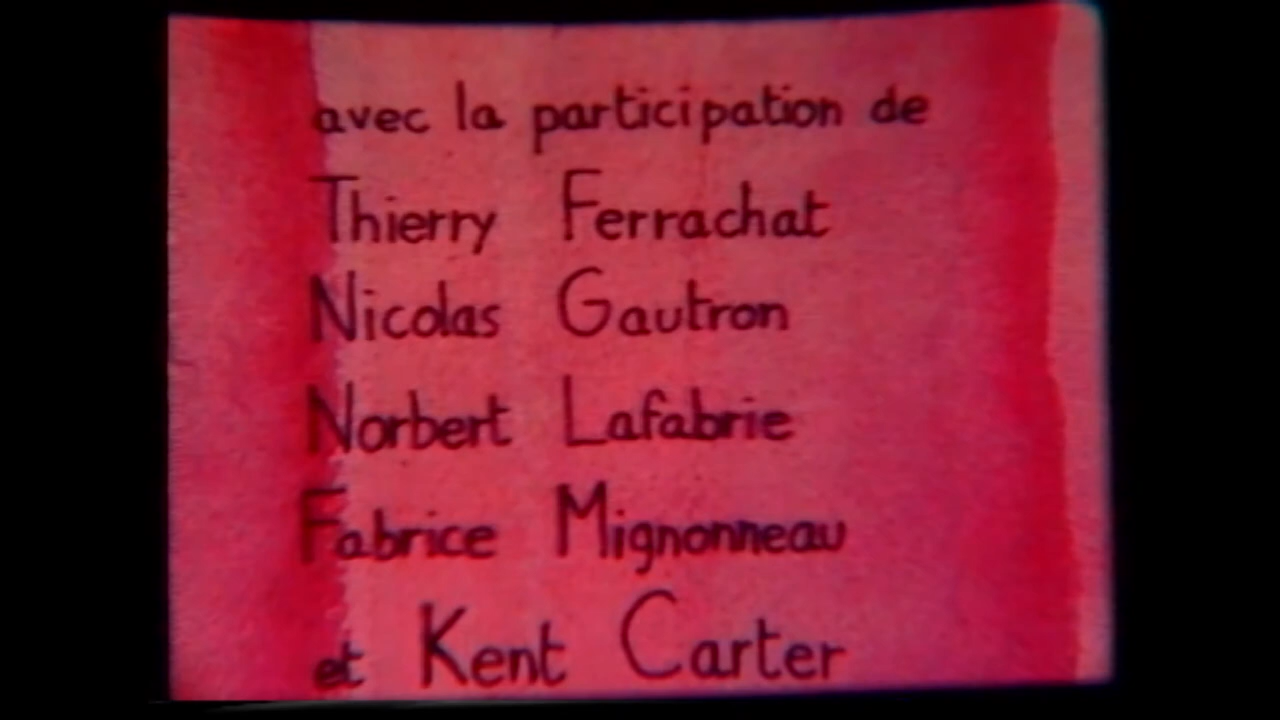 avec la participation de
Thierry Ferrachat
Nicolas Gautron
Norbert Lafabrie
Fabrice Mignonneau
et Kent Carter